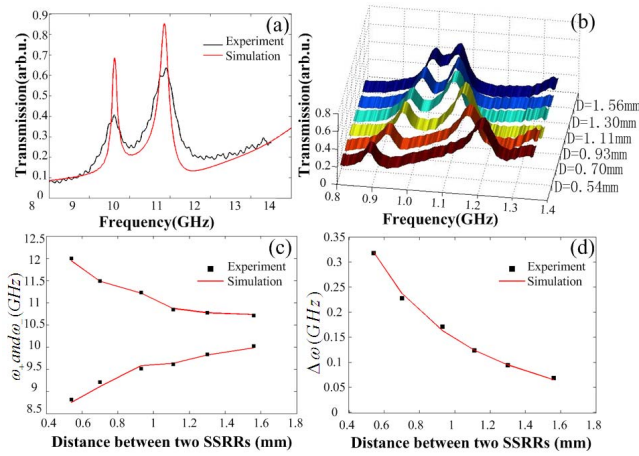 (a)
Transmission(arb.u.)
0.9
0.8
0.7
0.6
0.5
0.4
0.3
0.2
0.1
0
Experiment
Simulation
8 9 10 11 12 13 14
Frequency(GHz)
(b)
Transmission(arb.u.)
0.8
0.6
0.4
0.2
0
0.8 0.9 1.0 1.1 1.2 1.3 1.4
Frequency(GHz)
D=1.56mm
D=1.30mm
D=1.11mm
D=0.93mm
D=0.70mm
D=0.54mm
(c)
ω₊ and ω₋ (GHz)
12.5
12
11.5
11
10.5
10
9.5
9
8.5
Experiment
Simulation
0.4 0.6 0.8 1 1.2 1.4 1.6 1.8
Distance between two SSRRs (mm)
(d)
Δω (GHz)
0.35
0.3
0.25
0.2
0.15
0.1
0.05
0
Experiment
Simulation
0.4 0.6 0.8 1 1.2 1.4 1.6 1.8
Distance between two SSRRs (mm)